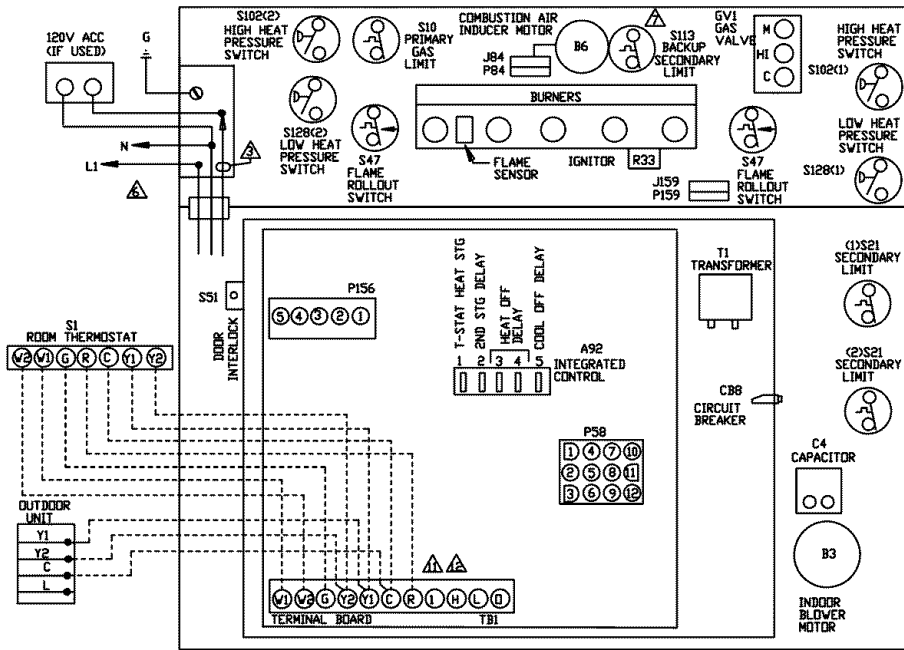 120V ACC
(IF USED)
G
S102(2)
HIGH HEAT
PRESSURE
SWITCH
S10
PRIMARY
GAS
LIMIT
COMBUSTION AIR
INDUCER MOTOR
J84
P84
B6
7
S113
BACKUP
SECONDARY
LIMIT
GV1
GAS
VALVE
M
HI
C
HIGH HEAT
PRESSURE
SWITCH
S102(1)
S128(2)
LOW HEAT
PRESSURE
SWITCH
BURNERS
S47
FLAME
ROLLOUT
SWITCH
FLAME
SENSOR
IGNITOR
R33
S47
FLAME
ROLLOUT
SWITCH
LOW HEAT
PRESSURE
SWITCH
S128(1)
J159
P159
N
L1
3
6
S51
DOOR
INTERLOCK
P156
5 4 3 2 1
T-STAT HEAT STG
2ND STG DELAY
HEAT OFF
DELAY
COOL OFF DELAY
1 2 3 4 5
A92
INTEGRATED
CONTROL
T1
TRANSFORMER
(1)S21
SECONDARY
LIMIT
(2)S21
SECONDARY
LIMIT
CB8
CIRCUIT
BREAKER
C4
CAPACITOR
B3
INDOOR
BLOWER
MOTOR
P58
1 4 7 10
2 5 8 11
3 6 9 12
S1
ROOM THERMOSTAT
W2 W1 G R C Y1 Y2
OUTDOOR
UNIT
Y1
Y2
C
L
11 12
W1 W2 G Y2 Y1 C R 1 H L O
TERMINAL BOARD TB1